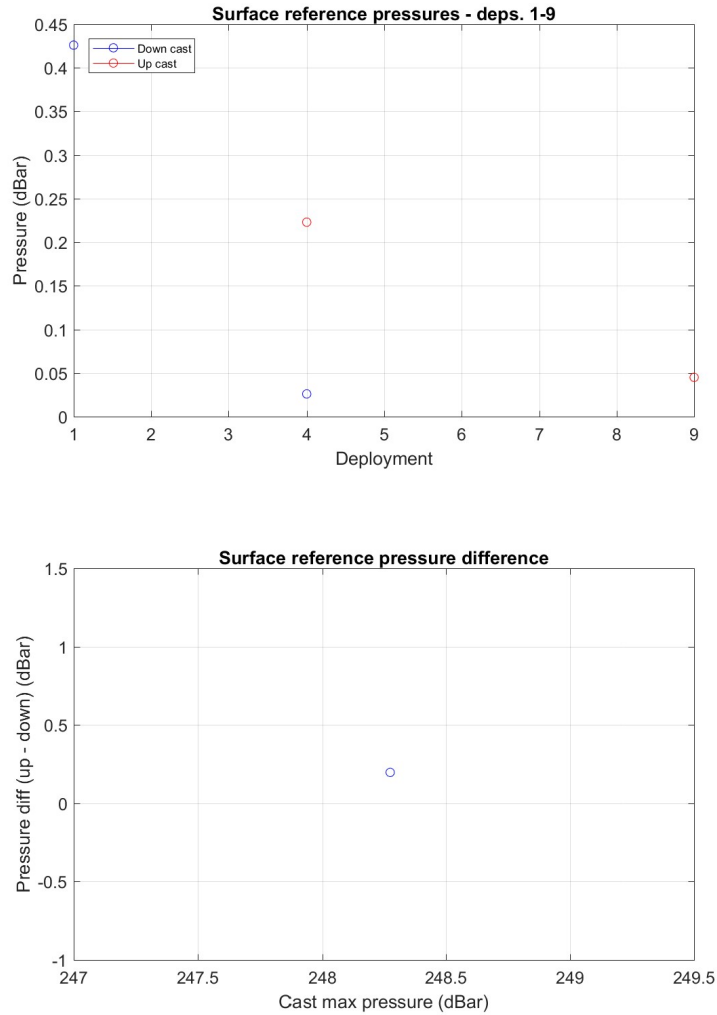 Surface reference pressures - deps. 1-9
Down cast
Up cast
Pressure (dBar)
0.45
0.4
0.35
0.3
0.25
0.2
0.15
0.1
0.05
0
1 2 3 4 5 6 7 8 9
Deployment
Surface reference pressure difference
Pressure diff (up - down) (dBar)
1.5
1
0.5
0
-0.5
-1
247 247.5 248 248.5 249 249.5
Cast max pressure (dBar)